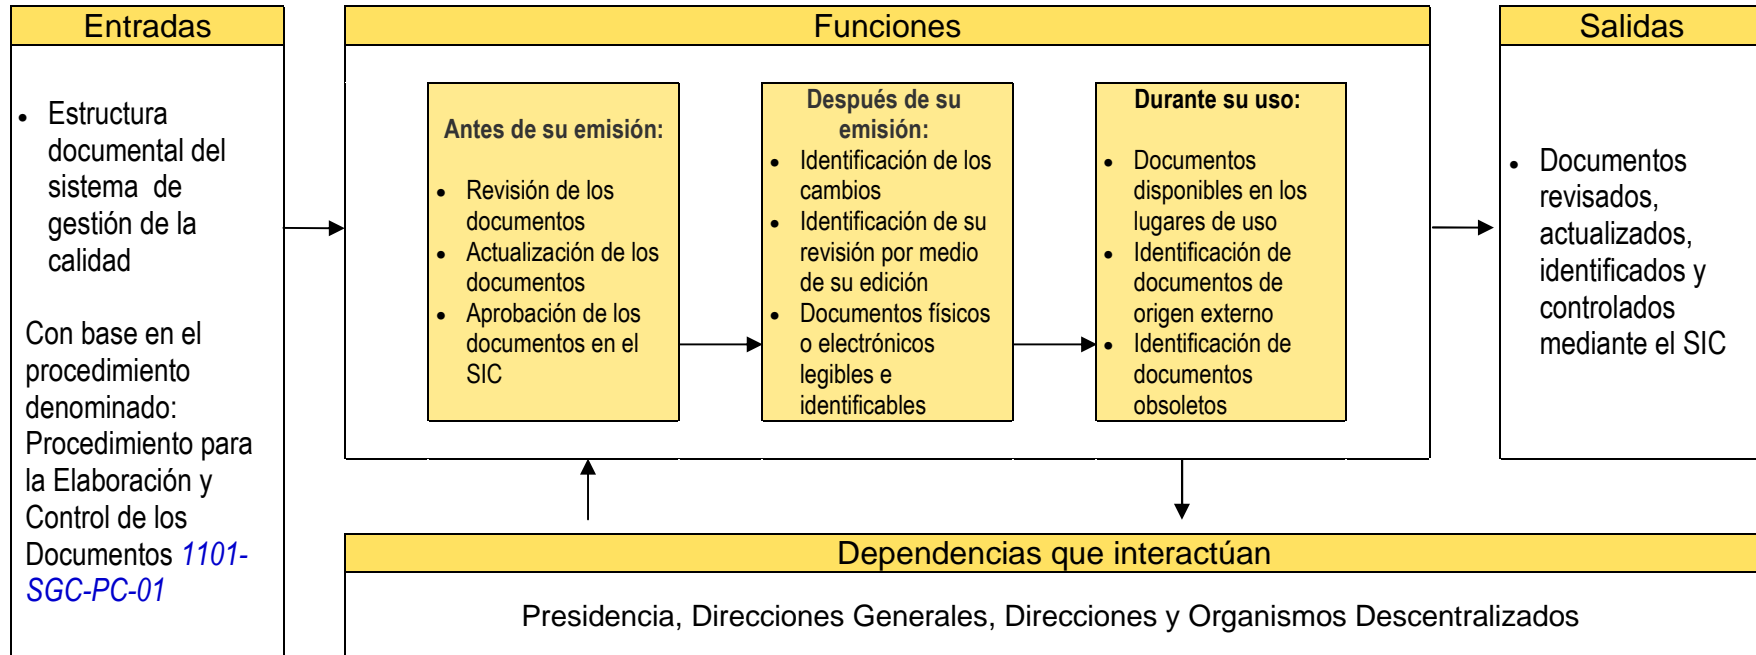 Entradas
• Estructura
documental del
sistema de
gestión de la
calidad
Con base en el
procedimiento
denominado:
Procedimiento para
la Elaboración y
Control de los
Documentos 1101-
SGC-PC-01
Funciones
Antes de su emisión:
• Revisión de los
documentos
• Actualización de los
documentos
• Aprobación de los
documentos en el
SIC
Después de su
emisión:
• Identificación de los
cambios
• Identificación de su
revisión por medio
de su edición
• Documentos físicos
o electrónicos
legibles e
identificables
Durante su uso:
• Documentos
disponibles en los
lugares de uso
• Identificación de
documentos de
origen externo
• Identificación de
documentos
obsoletos
Salidas
• Documentos
revisados,
actualizados,
identificados y
controlados
mediante el SIC
Dependencias que interactúan
Presidencia, Direcciones Generales, Direcciones y Organismos Descentralizados